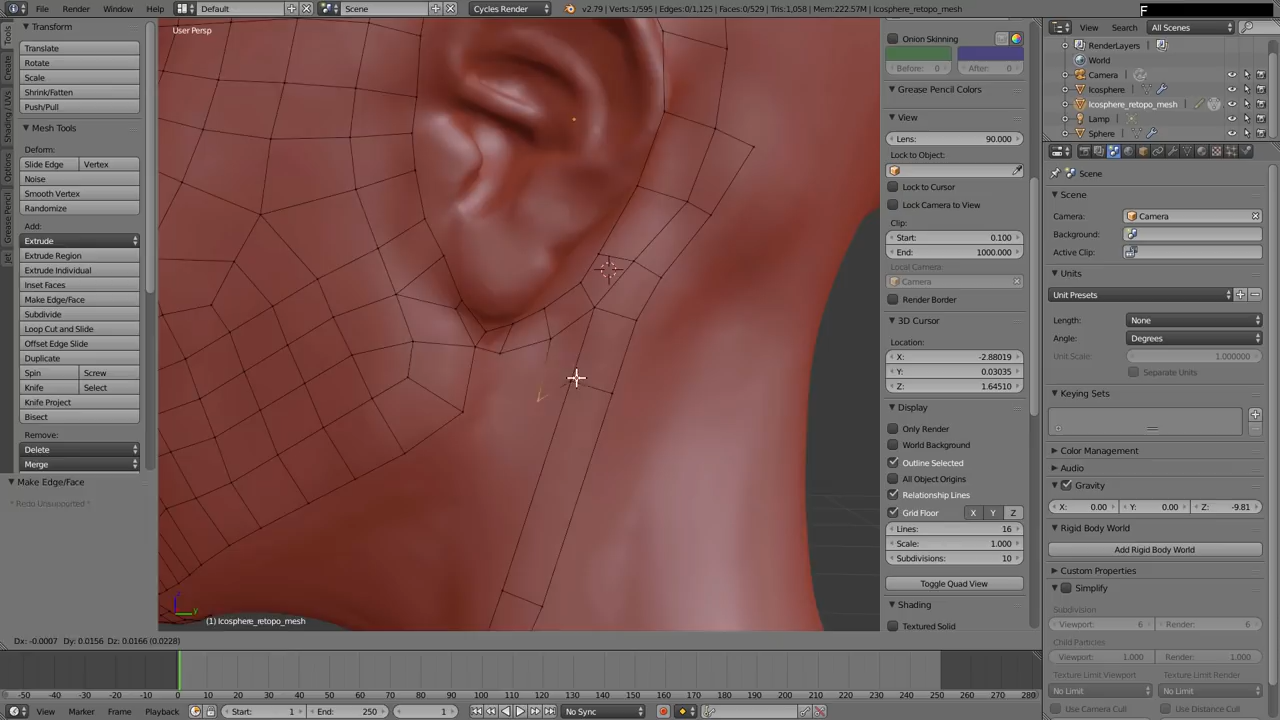 File Render Window Help Default Scene Cycles Render v2.79 | Verts:1/595 | Edges:0/1,125 | Faces:0/529 | Tris:1,058 | Mem:222.57M | Icosphere_retopo_mesh
F
Transform
Translate
Rotate
Scale
Shrink/Fatten
Push/Pull
Mesh Tools
Deform:
Slide Edge Vertex
Noise
Smooth Vertex
Randomize
Add:
Extrude
Extrude Region
Extrude Individual
Inset Faces
Make Edge/Face
Subdivide
Loop Cut and Slide
Offset Edge Slide
Duplicate
Spin Screw
Knife Select
Knife Project
Bisect
Remove:
Delete
Merge
Make Edge/Face
* Redo Unsupported *
Tools
Create
Shading / UVs
Options
Grease Pencil
User Persp
(1) Icosphere_retopo_mesh
Dx: -0.0007 Dy: 0.0156 Dz: 0.0166 (0.0228)
Onion Skinning
Before: 0 After: 0
Grease Pencil Colors
View
Lens: 90.000
Lock to Object:
Lock to Cursor
Lock Camera to View
Clip:
Start: 0.100
End: 1000.000
Local Camera:
Camera
Render Border
3D Cursor
Location:
X: -2.88019
Y: 0.03035
Z: 1.64510
Display
Only Render
World Background
Outline Selected
All Object Origins
Relationship Lines
Grid Floor X Y Z
Lines: 16
Scale: 1.000
Subdivisions: 10
Toggle Quad View
Shading
Textured Solid
View Search All Scenes
RenderLayers
World
Camera
Icosphere
Icosphere_retopo_mesh
Lamp
Sphere
Scene
Scene
Camera: Camera
Background:
Active Clip:
Units
Unit Presets
Length: None
Angle: Degrees
Unit Scale: 1.000000
Separate Units
Keying Sets
Color Management
Audio
Gravity
X: 0.00 Y: 0.00 Z: -9.81
Rigid Body World
Add Rigid Body World
Custom Properties
Simplify
Subdivision
Viewport: 6 Render: 6
Child Particles
Viewport: 1.000 Render: 1.000
Texture Limit Viewport Texture Limit Render
No Limit No Limit
Use Camera Cull Use Distance Cull
-50 -40 -30 -20 -10 0 10 20 30 40 50 60 70 80 90 100 110 120 130 140 150 160 170 180 190 200 210 220 230 240 250 260 270 280
View Marker Frame Playback Start: 1 End: 250 1 No Sync